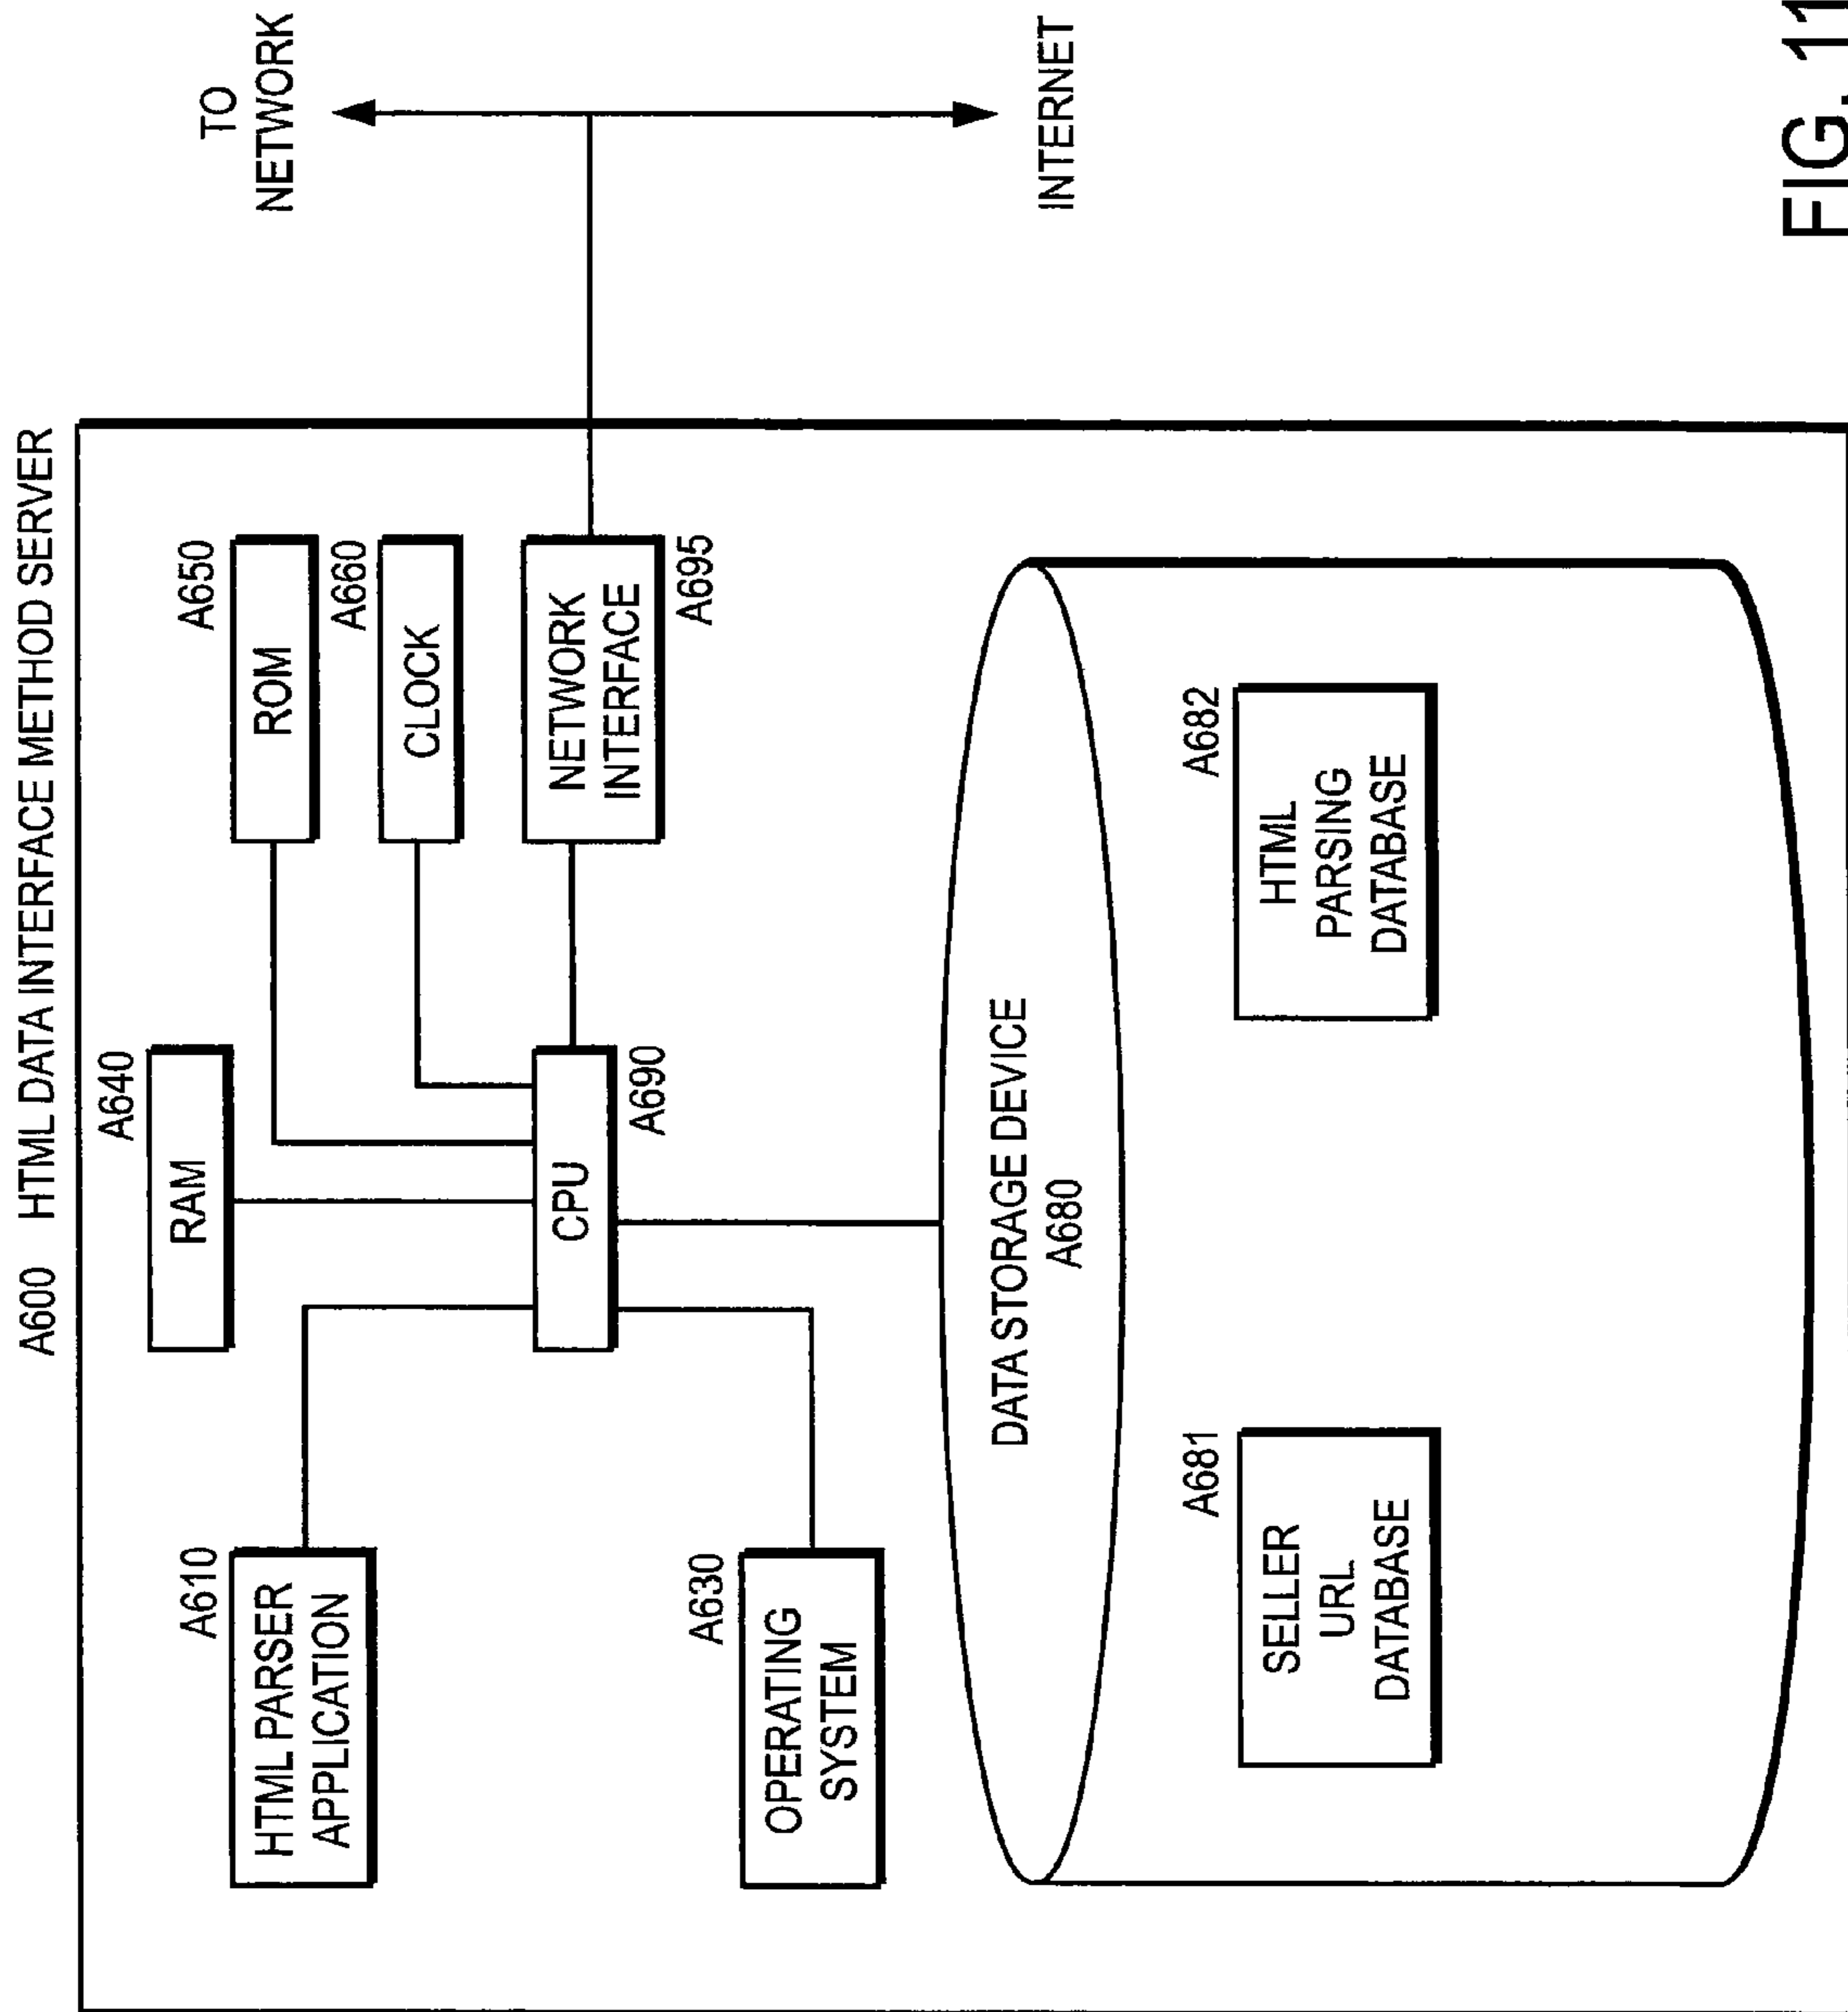 A600 HTML DATA INTERFACE METHOD SERVER
A640
RAM
A610
HTML PARSER
APPLICATION
A650
ROM
A660
CLOCK
CPU
A690
NETWORK
INTERFACE
A695
A630
OPERATING
SYSTEM
TO
NETWORK
INTERNET
DATA STORAGE DEVICE
A680
A681
SELLER
URL
DATABASE
A682
HTML
PARSING
DATABASE
FIG. 11